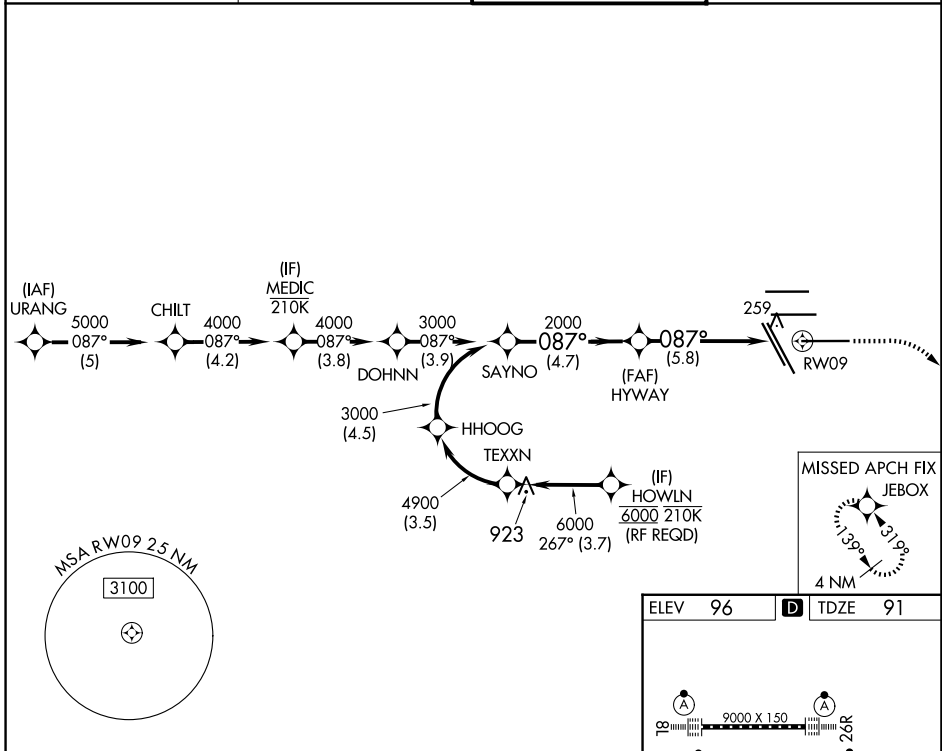 (IAF)
URANG
5000
087°
(5)
CHILT
4000
087°
(4.2)
(IF)
MEDIC
210K
4000
087°
(3.8)
DOHNN
3000
087°
(3.9)
SAYNO
2000
087°
(4.7)
(FAF)
HYWAY
087°
(5.8)
259
RW09
3000
(4.5)
HHOOG
TEXXN
4900
(3.5)
923
6000
267° (3.7)
(IF)
HOWLN
6000 210K
(RF REQD)
MISSED APCH FIX
JEBOX
139°
319°
4 NM
MSA RW09 25 NM
3100
ELEV 96 D TDZE 91
A
A
8L
9000 X 150
26R